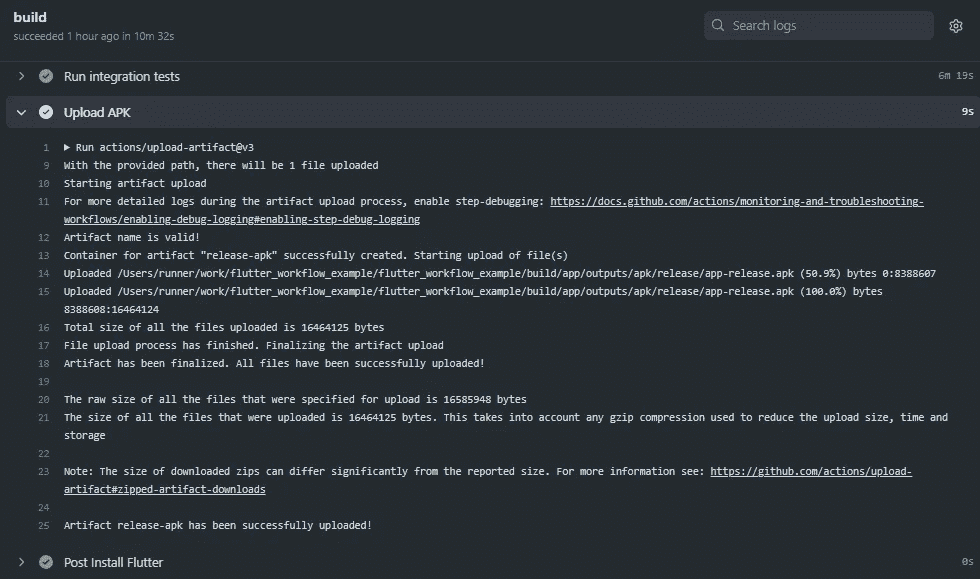 build
succeeded 1 hour ago in 10m 32s
Search logs
Run integration tests 6m 19s
Upload APK 9s
1 ▶ Run actions/upload-artifact@v3
9 With the provided path, there will be 1 file uploaded
10 Starting artifact upload
11 For more detailed logs during the artifact upload process, enable step-debugging: https://docs.github.com/actions/monitoring-and-troubleshooting-
workflows/enabling-debug-logging#enabling-step-debug-logging
12 Artifact name is valid!
13 Container for artifact "release-apk" successfully created. Starting upload of file(s)
14 Uploaded /Users/runner/work/flutter_workflow_example/flutter_workflow_example/build/app/outputs/apk/release/app-release.apk (50.9%) bytes 0:8388607
15 Uploaded /Users/runner/work/flutter_workflow_example/flutter_workflow_example/build/app/outputs/apk/release/app-release.apk (100.0%) bytes
8388608:16464124
16 Total size of all the files uploaded is 16464125 bytes
17 File upload process has finished. Finalizing the artifact upload
18 Artifact has been finalized. All files have been successfully uploaded!
19
20 The raw size of all the files that were specified for upload is 16585948 bytes
21 The size of all the files that were uploaded is 16464125 bytes. This takes into account any gzip compression used to reduce the upload size, time and
storage
22
23 Note: The size of downloaded zips can differ significantly from the reported size. For more information see: https://github.com/actions/upload-
artifact#zipped-artifact-downloads
24
25 Artifact release-apk has been successfully uploaded!
Post Install Flutter 0s